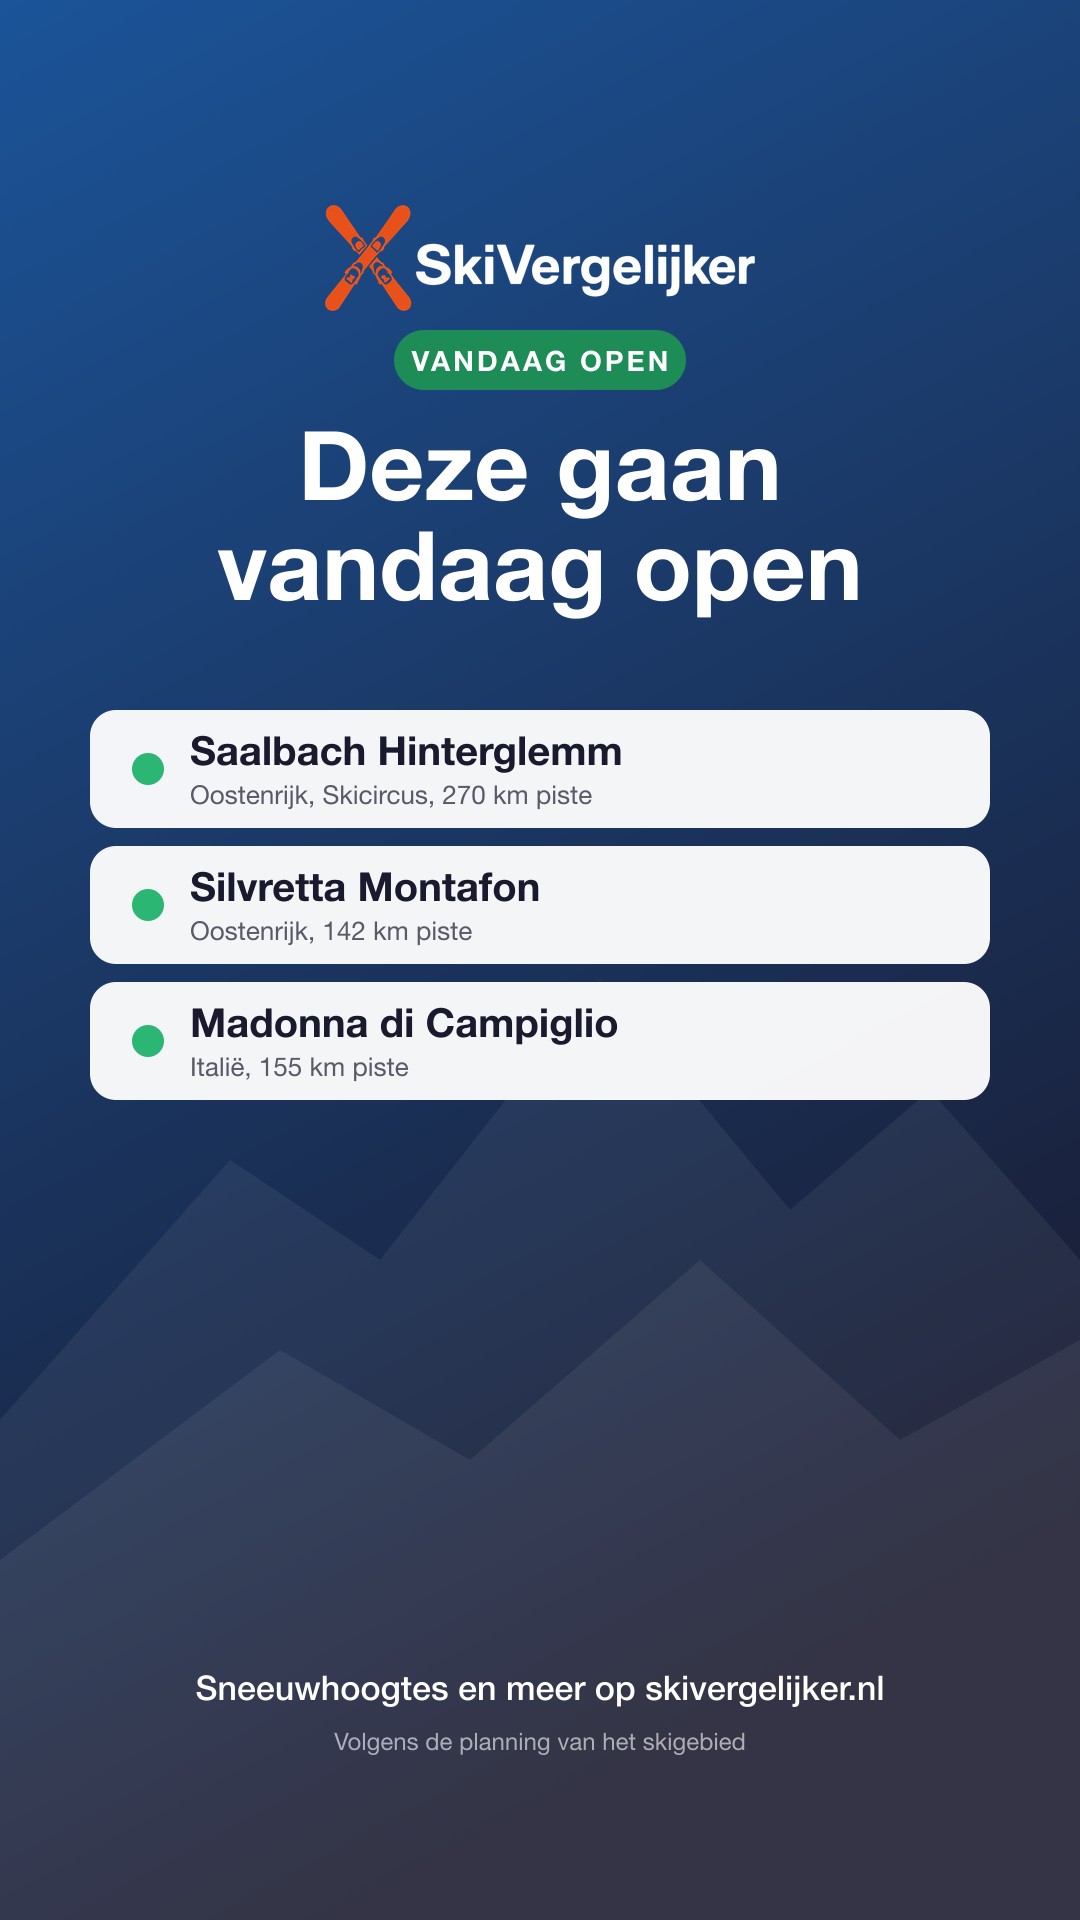 SkiVergelijker
VANDAAG OPEN
Deze gaan
vandaag open
Saalbach Hinterglemm
Oostenrijk, Skicircus, 270 km piste
Silvretta Montafon
Oostenrijk, 142 km piste
Madonna di Campiglio
Italië, 155 km piste
Sneeuwhoogtes en meer op skivergelijker.nl
Volgens de planning van het skigebied